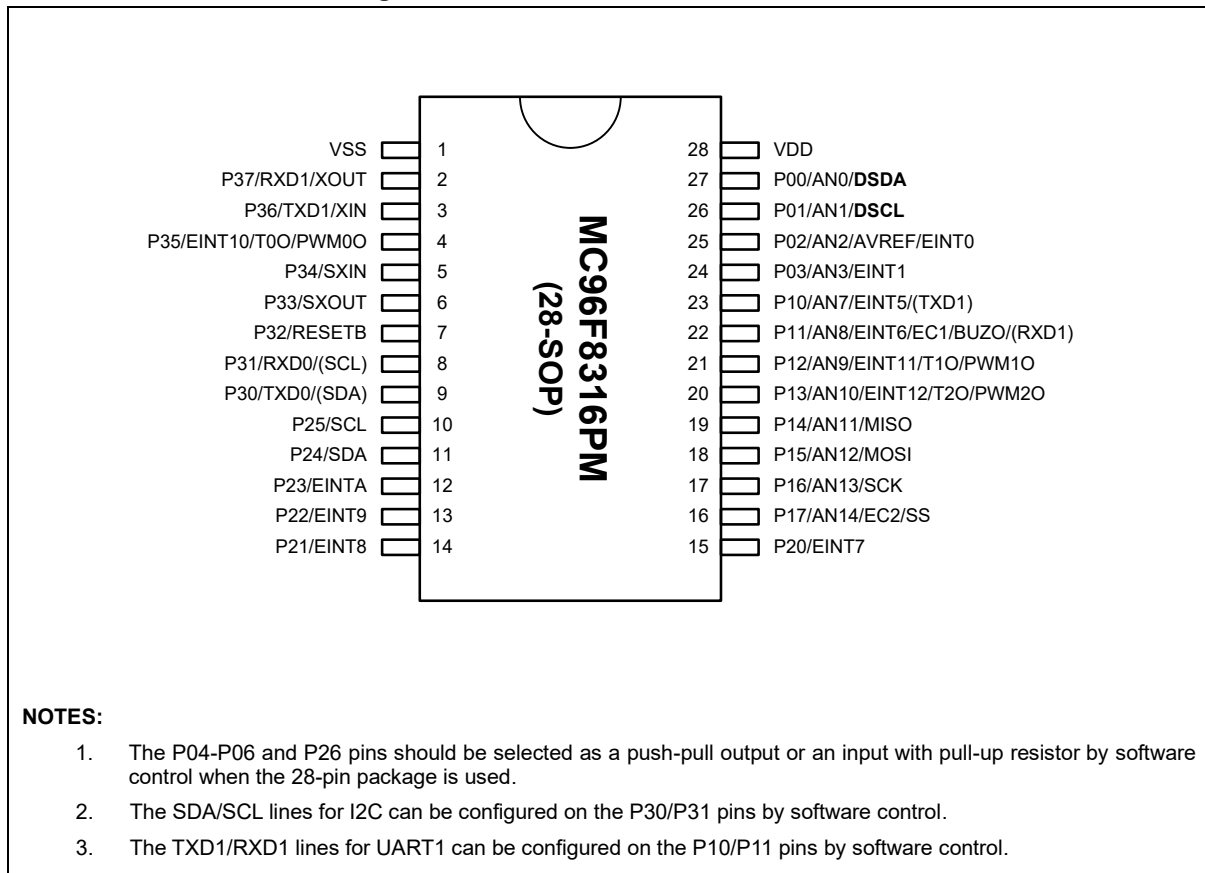 VSS 1 28 VDD
P37/RXD1/XOUT 2 27 P00/AN0/DSDA
P36/TXD1/XIN 3 26 P01/AN1/DSCL
P35/EINT10/T0O/PWM0O 4 25 P02/AN2/AVREF/EINT0
P34/SXIN 5 24 P03/AN3/EINT1
P33/SXOUT 6 23 P10/AN7/EINT5/(TXD1)
P32/RESETB 7 22 P11/AN8/EINT6/EC1/BUZO/(RXD1)
P31/RXD0/(SCL) 8 21 P12/AN9/EINT11/T1O/PWM1O
P30/TXD0/(SDA) 9 20 P13/AN10/EINT12/T2O/PWM2O
P25/SCL 10 19 P14/AN11/MISO
P24/SDA 11 18 P15/AN12/MOSI
P23/EINTA 12 17 P16/AN13/SCK
P22/EINT9 13 16 P17/AN14/EC2/SS
P21/EINT8 14 15 P20/EINT7
MC96F8316PM
(28-SOP)
NOTES:
1. The P04-P06 and P26 pins should be selected as a push-pull output or an input with pull-up resistor by software
control when the 28-pin package is used.
2. The SDA/SCL lines for I2C can be configured on the P30/P31 pins by software control.
3. The TXD1/RXD1 lines for UART1 can be configured on the P10/P11 pins by software control.